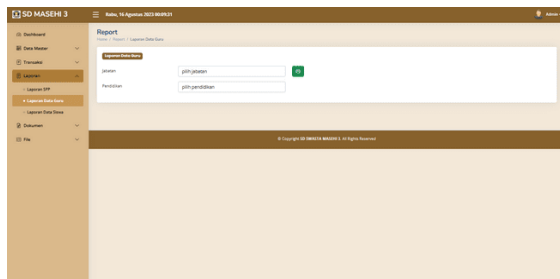 SD MASEHI 3
Rabu, 16 Agustus 2023 00:09:21
Admin
Dashboard
Data Master
Transaksi
Laporan
Laporan SPP
Laporan Data Guru
Laporan Data Siswa
Dokumen
File
Report
Home / Report / Laporan Data Guru
Laporan Data Guru
Jabatan
pilih jabatan
Pendidikan
pilih pendidikan
© Copyright SD SWASTA MASEHI 3. All Rights Reserved